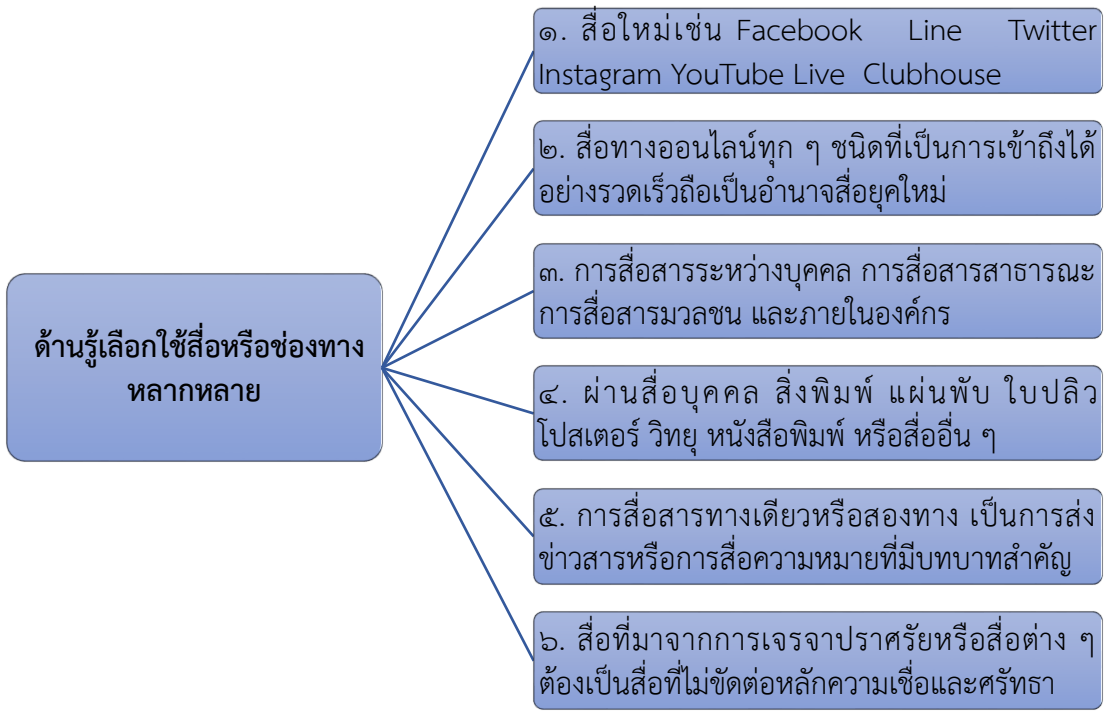 ด้านรู้เลือกใช้สื่อหรือช่องทาง
หลากหลาย
๑. สื่อใหม่เช่น Facebook Line Twitter
Instagram YouTube Live Clubhouse
๒. สื่อทางออนไลน์ทุก ๆ ชนิดที่เป็นการเข้าถึงได้
อย่างรวดเร็วถือเป็นอำนาจสื่อยุคใหม่
๓. การสื่อสารระหว่างบุคคล การสื่อสารสาธารณะ
การสื่อสารมวลชน และภายในองค์กร
๔. ผ่านสื่อบุคคล สิ่งพิมพ์ แผ่นพับ ใบปลิว
โปสเตอร์ วิทยุ หนังสือพิมพ์ หรือสื่ออื่น ๆ
๕. การสื่อสารทางเดียวหรือสองทาง เป็นการส่ง
ข่าวสารหรือการสื่อความหมายที่มีบทบาทสำคัญ
๖. สื่อที่มาจากการเจรจาปราศรัยหรือสื่อต่าง ๆ
ต้องเป็นสื่อที่ไม่ขัดต่อหลักความเชื่อและศรัทธา